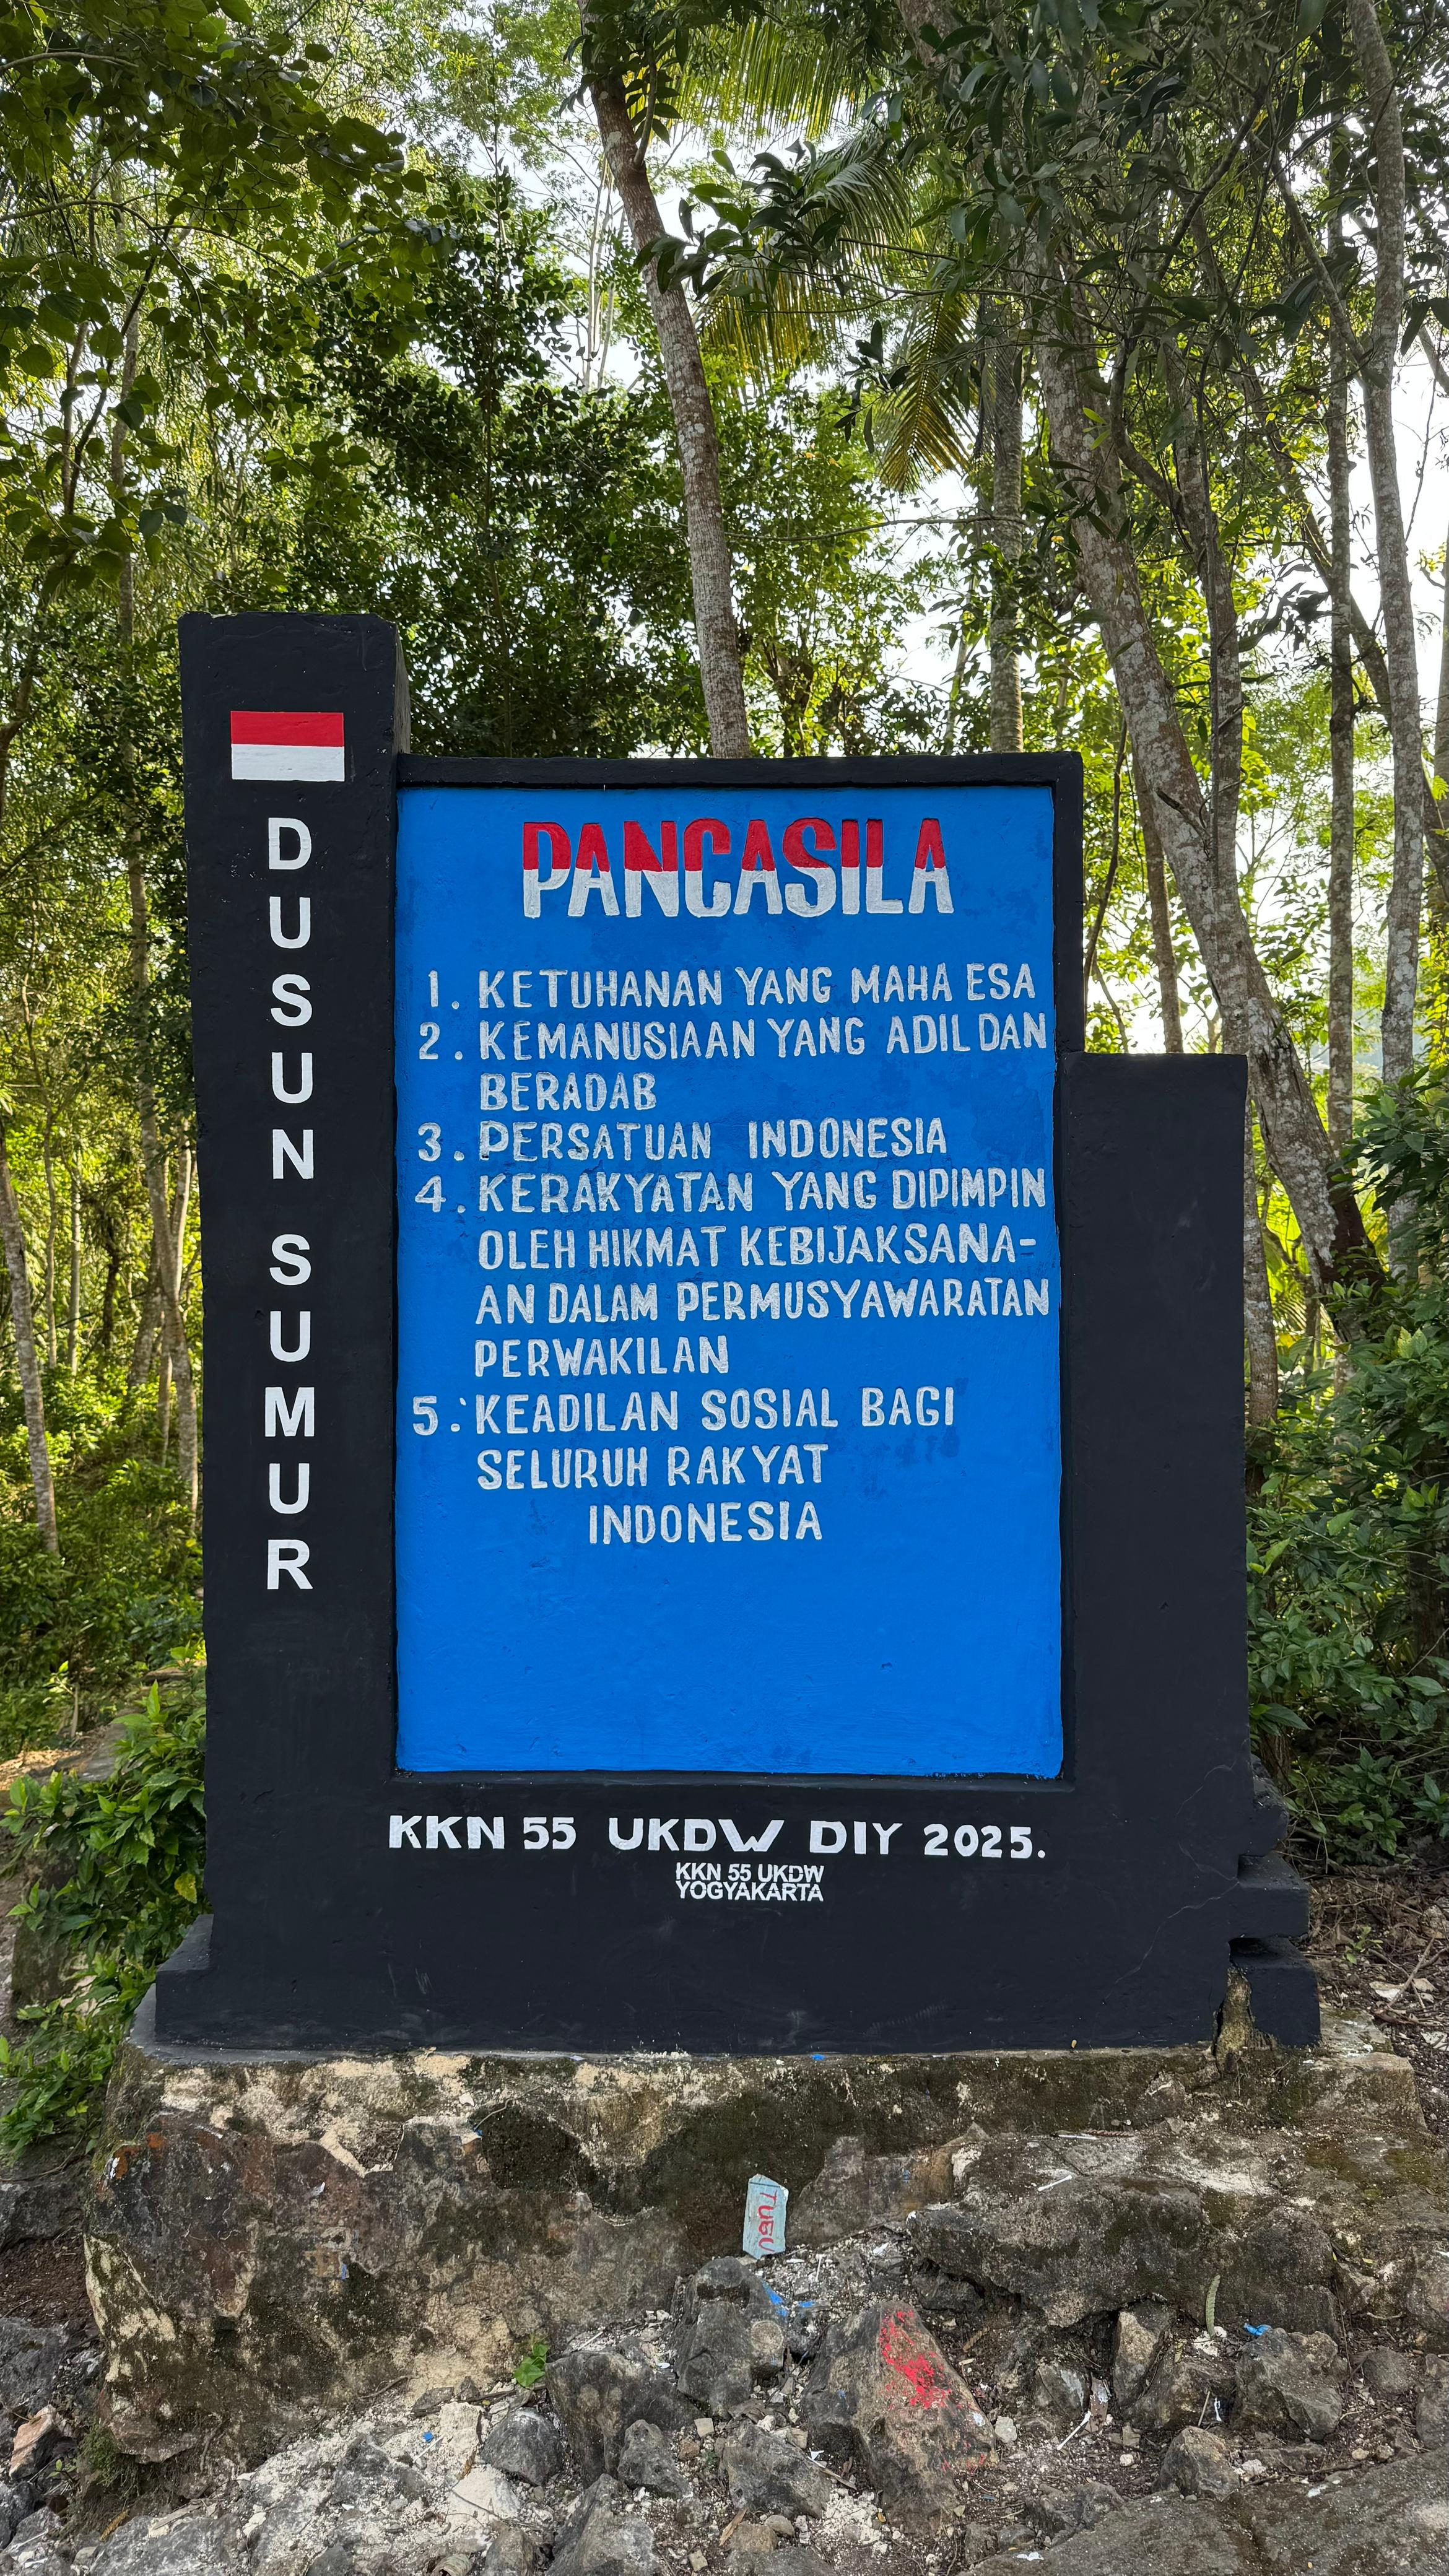 DUSUN SUMUR
PANCASILA
1. KETUHANAN YANG MAHA ESA
2. KEMANUSIAAN YANG ADIL DAN
BERADAB
3. PERSATUAN INDONESIA
4. KERAKYATAN YANG DIPIMPIN
OLEH HIKMAT KEBIJAKSANA-
AN DALAM PERMUSYAWARATAN
PERWAKILAN
5. KEADILAN SOSIAL BAGI
SELURUH RAKYAT
INDONESIA
KKN 55 UKDW DIY 2025.
KKN 55 UKDW
YOGYAKARTA